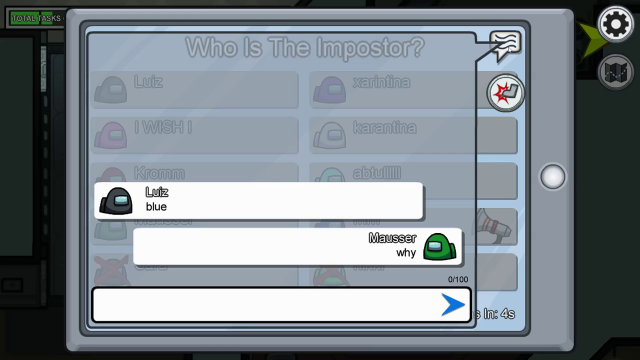 TOTAL TASKS
Who Is The Impostor?
Luiz
xarintina
I WISH I
karantina
Kromm
Luiz
blue
Mausser
why
0/100
s In: 4s